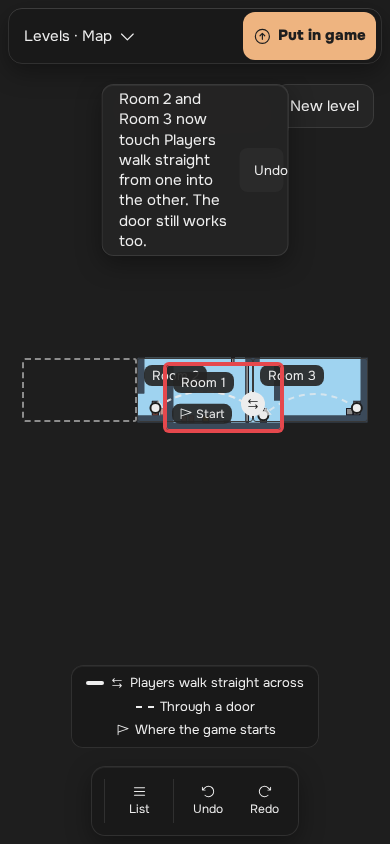 Levels · Map
Put in game
New level
Room 2 and
Room 3 now
touch Players
walk straight
from one into
the other. The
door still works
too.
Undo
Room 1
Room 3
Start
Players walk straight across
Through a door
Where the game starts
List
Undo
Redo